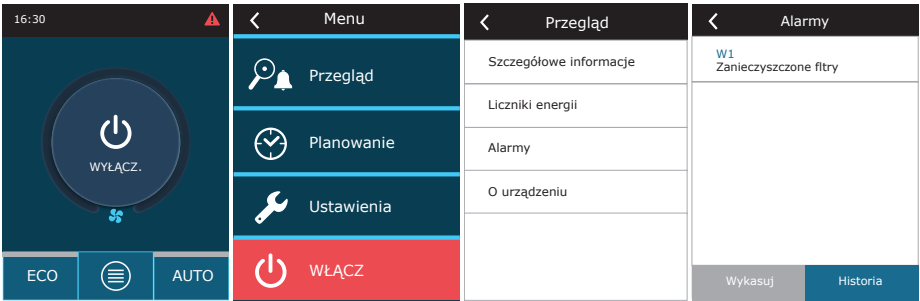 16:30
WYŁĄCZ.
ECO
AUTO
Menu
Przegląd
Planowanie
Ustawienia
WŁĄCZ
Przegląd
Szczegółowe informacje
Liczniki energii
Alarmy
O urządzeniu
Alarmy
W1
Zanieczyszczone fltry
Wykasuj
Historia